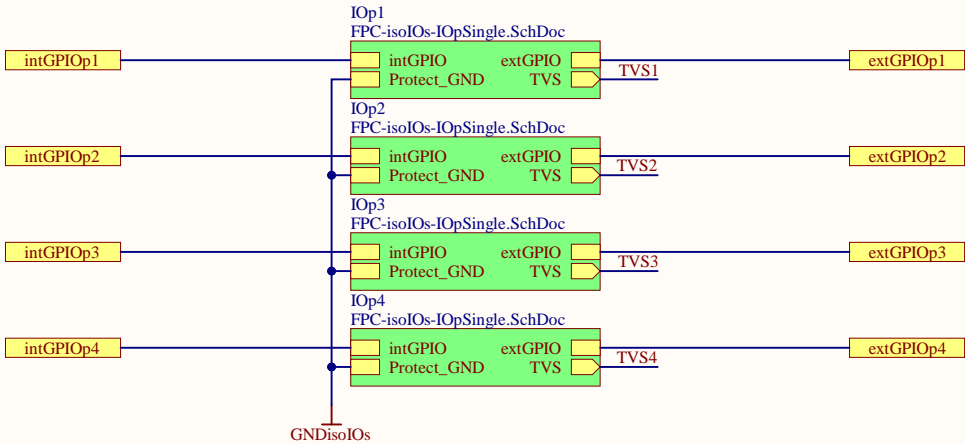 IOp1
FPC-isoIOs-IOpSingle.SchDoc
intGPIOp1 intGPIO extGPIO extGPIOp1
Protect_GND TVS TVS1
IOp2
FPC-isoIOs-IOpSingle.SchDoc
intGPIOp2 intGPIO extGPIO extGPIOp2
Protect_GND TVS TVS2
IOp3
FPC-isoIOs-IOpSingle.SchDoc
intGPIOp3 intGPIO extGPIO extGPIOp3
Protect_GND TVS TVS3
IOp4
FPC-isoIOs-IOpSingle.SchDoc
intGPIOp4 intGPIO extGPIO extGPIOp4
Protect_GND TVS TVS4
GNDisoIOs